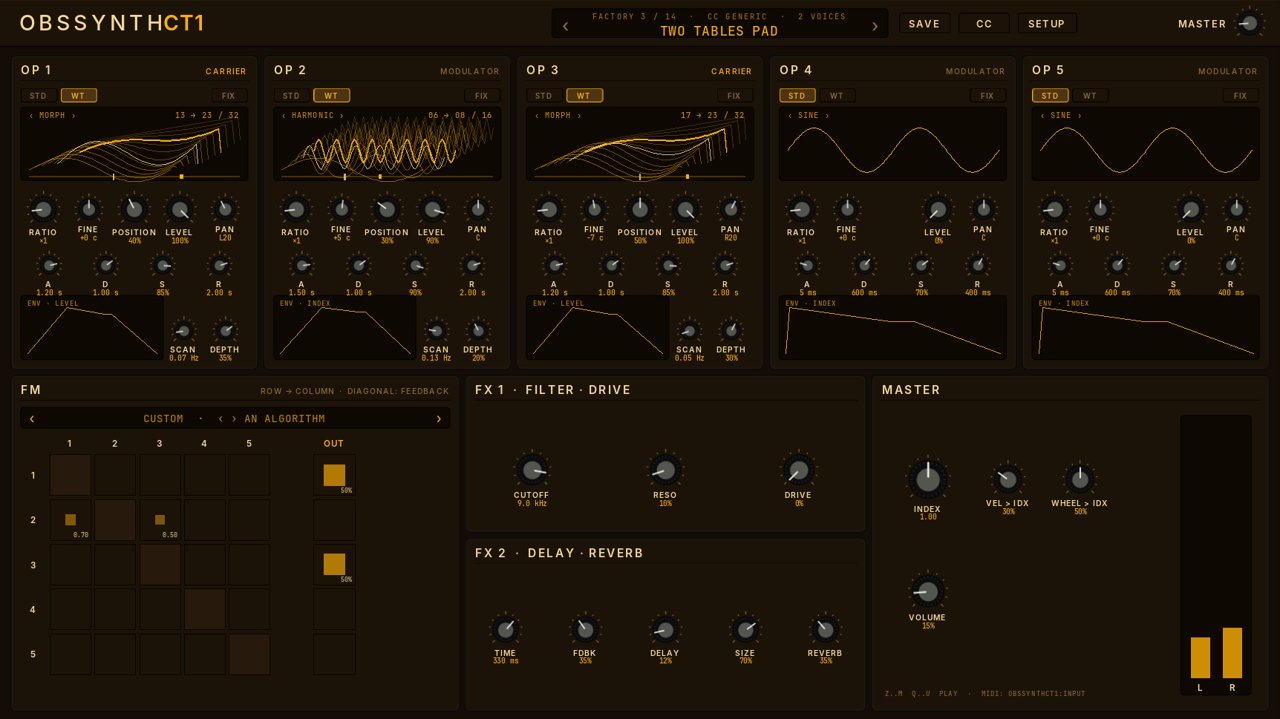 OBSSYNTHCT1
FACTORY 3 / 14 · CC GENERIC · 2 VOICES
‹ TWO TABLES PAD ›
SAVE CC SETUP
MASTER
OP 1 CARRIER
STD WT FIX
‹ MORPH › 13 → 23 / 32
RATIO FINE POSITION LEVEL PAN
×1 +0 c 40% 100% L20
A D S R
1.20 s 1.00 s 85% 2.00 s
ENV · LEVEL
SCAN DEPTH
0.07 Hz 35%
OP 2 MODULATOR
STD WT FIX
‹ HARMONIC › 06 → 08 / 16
RATIO FINE POSITION LEVEL PAN
×1 +5 c 30% 90% C
A D S R
1.50 s 1.00 s 90% 2.00 s
ENV · INDEX
SCAN DEPTH
0.13 Hz 20%
OP 3 CARRIER
STD WT FIX
‹ MORPH › 17 → 23 / 32
RATIO FINE POSITION LEVEL PAN
×1 -7 c 50% 100% R20
A D S R
1.20 s 1.00 s 85% 2.00 s
ENV · LEVEL
SCAN DEPTH
0.05 Hz 30%
OP 4 MODULATOR
STD WT FIX
‹ SINE ›
RATIO FINE LEVEL PAN
×1 +0 c 0% C
A D S R
5 ms 600 ms 70% 400 ms
ENV · INDEX
OP 5 MODULATOR
STD WT FIX
‹ SINE ›
RATIO FINE LEVEL PAN
×1 +0 c 0% C
A D S R
5 ms 600 ms 70% 400 ms
ENV · INDEX
FM ROW → COLUMN · DIAGONAL: FEEDBACK
‹ CUSTOM · ‹ › AN ALGORITHM ›
1 2 3 4 5 OUT
1 50%
2 0.70 0.50
3 50%
4
5
FX 1 · FILTER · DRIVE
CUTOFF RESO DRIVE
9.0 kHz 10% 0%
FX 2 · DELAY · REVERB
TIME FDBK DELAY SIZE REVERB
330 ms 35% 12% 70% 35%
MASTER
INDEX VEL > IDX WHEEL > IDX
1.00 30% 50%
VOLUME
15%
L R
Z..M Q..U PLAY · MIDI: OBSSYNTHCT1:INPUT